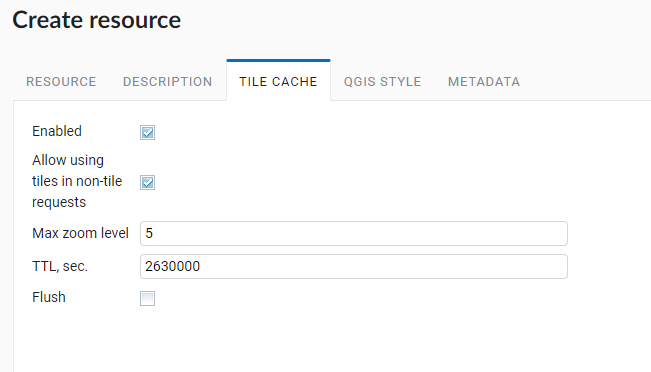 Create resource
RESOURCE DESCRIPTION TILE CACHE QGIS STYLE METADATA
Enabled
Allow using
tiles in non-tile
requests
Max zoom level 5
TTL, sec. 2630000
Flush